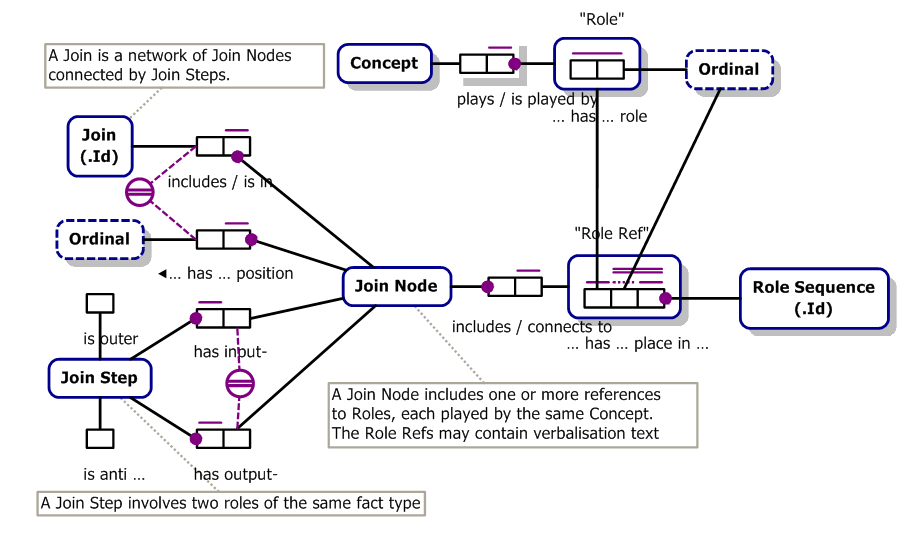 "Role"
A Join is a network of Join Nodes
connected by Join Steps.
Concept
Ordinal
plays / is played by
... has ... role
Join
(.Id)
includes / is in
"Role Ref"
Ordinal
◄... has ... position
Join Node
Role Sequence
(.Id)
includes / connects to
... has ... place in ...
is outer
has input-
Join Step
A Join Node includes one or more references
to Roles, each played by the same Concept.
The Role Refs may contain verbalisation text
is anti ...
has output-
A Join Step involves two roles of the same fact type